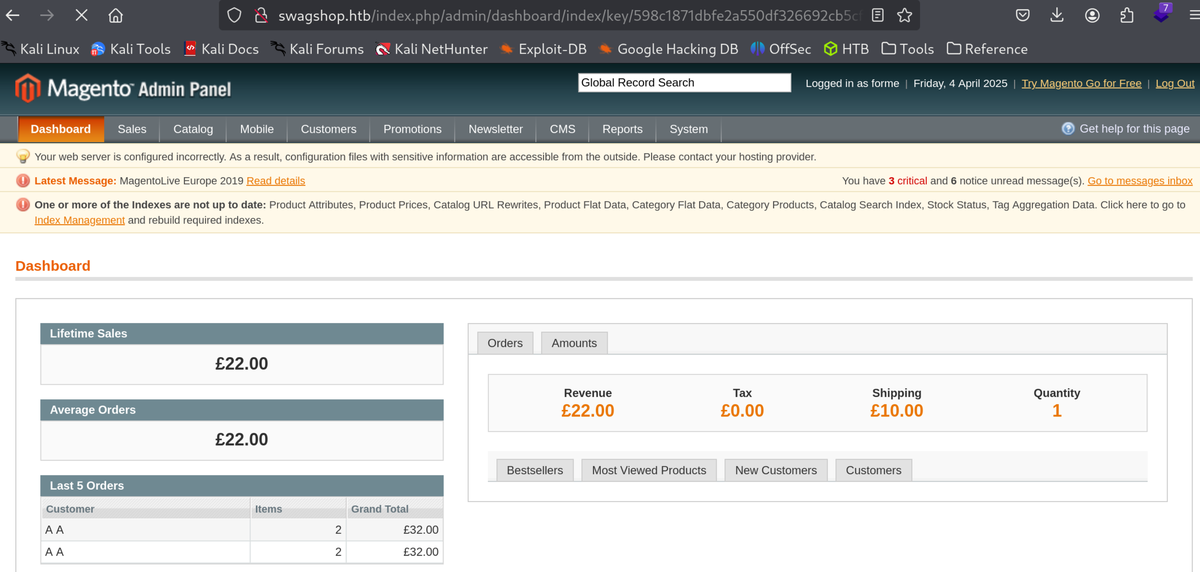 swagshop.htb/index.php/admin/dashboard/index/key/598c1871dbfe2a550df326692cb5c
7
Kali Linux Kali Tools Kali Docs Kali Forums Kali NetHunter Exploit-DB Google Hacking DB OffSec HTB Tools Reference
Magento Admin Panel
Global Record Search
Logged in as forme | Friday, 4 April 2025 | Try Magento Go for Free | Log Out
Dashboard Sales Catalog Mobile Customers Promotions Newsletter CMS Reports System
Get help for this page
Your web server is configured incorrectly. As a result, configuration files with sensitive information are accessible from the outside. Please contact your hosting provider.
Latest Message: MagentoLive Europe 2019 Read details
You have 3 critical and 6 notice unread message(s). Go to messages inbox
One or more of the Indexes are not up to date: Product Attributes, Product Prices, Catalog URL Rewrites, Product Flat Data, Category Flat Data, Category Products, Catalog Search Index, Stock Status, Tag Aggregation Data. Click here to go to
Index Management and rebuild required indexes.
Dashboard
Lifetime Sales
£22.00
Average Orders
£22.00
Last 5 Orders
Customer Items Grand Total
A A 2 £32.00
A A 2 £32.00
Orders Amounts
Revenue Tax Shipping Quantity
£22.00 £0.00 £10.00 1
Bestsellers Most Viewed Products New Customers Customers